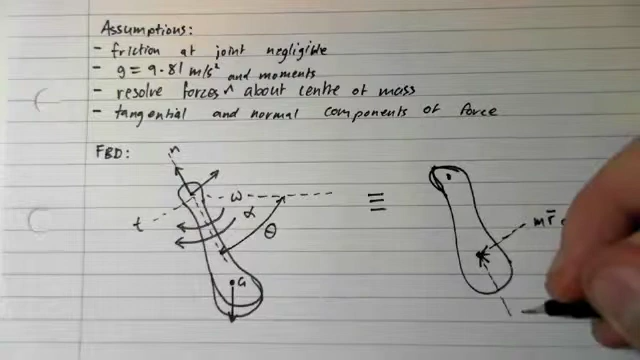 Assumptions:
- friction at joint negligible
- g = 9.81 m/s² and moments
- resolve forces ^ about centre of mass
- tangential and normal components of force
FBD:
n
ω
t
α
≡
θ
G
mr̄